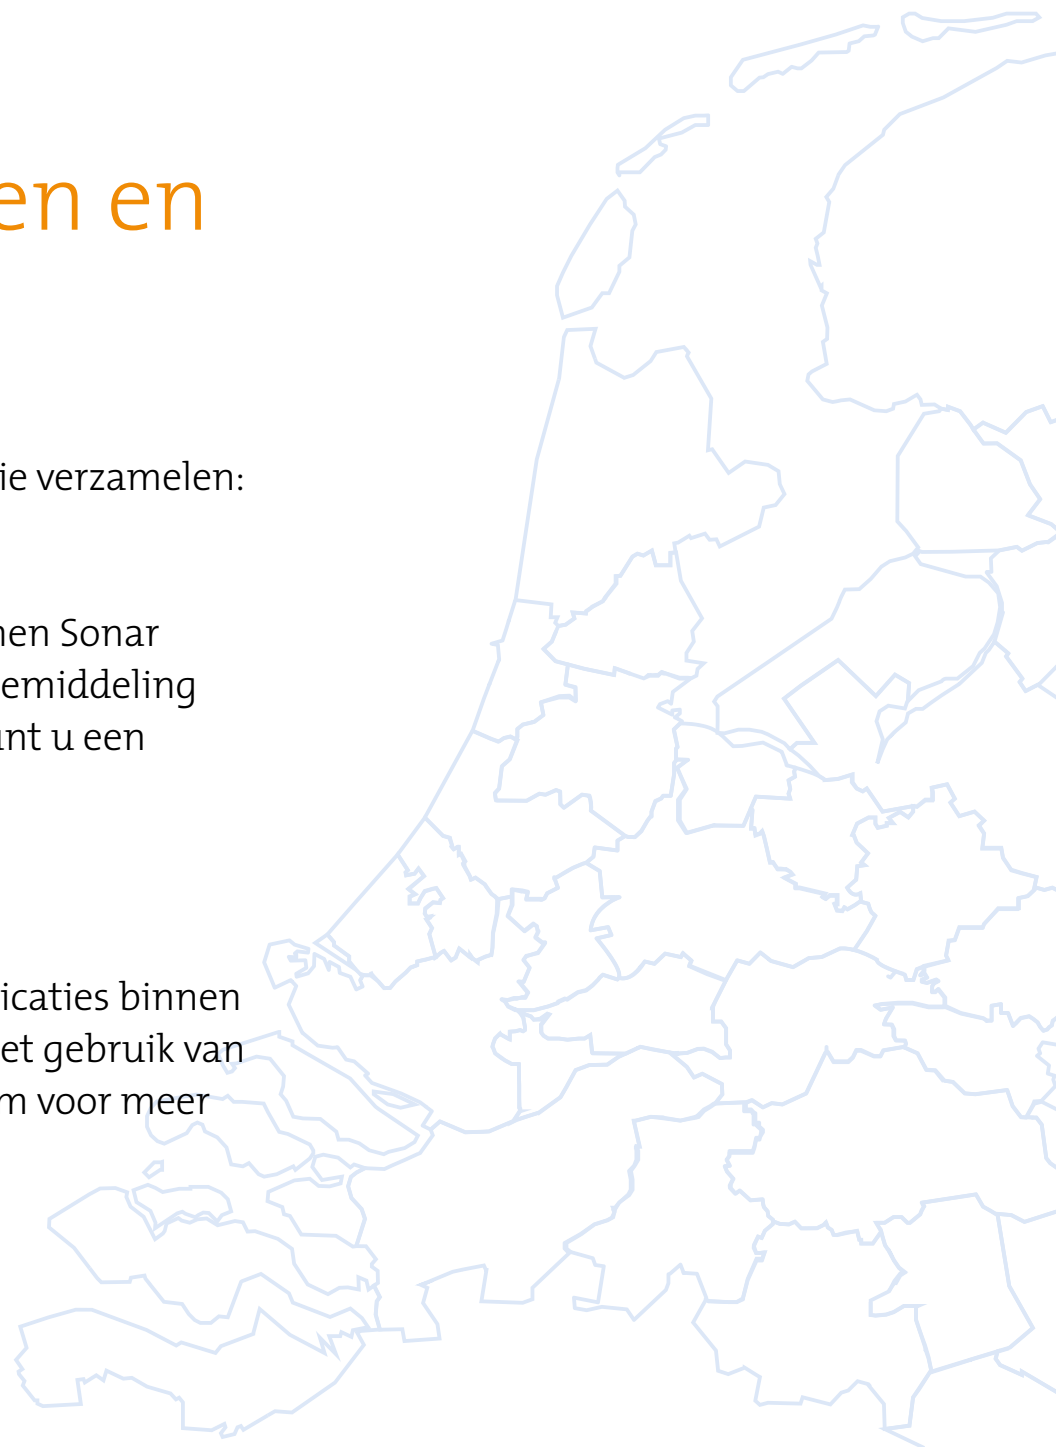 en en
ie verzamelen:
nen Sonar
emiddeling
unt u een
icaties binnen
et gebruik van
m voor meer